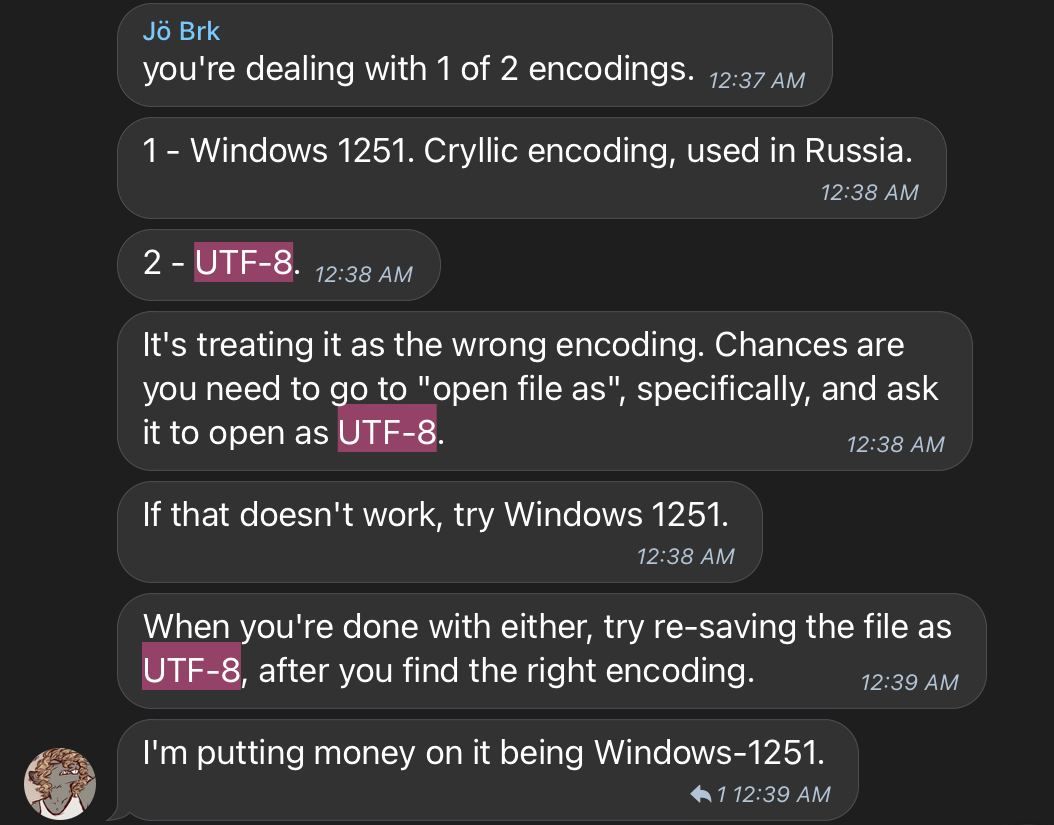 Jö Brk
you're dealing with 1 of 2 encodings. 12:37 AM
1 - Windows 1251. Cryllic encoding, used in Russia.
12:38 AM
2 - UTF-8. 12:38 AM
It's treating it as the wrong encoding. Chances are
you need to go to "open file as", specifically, and ask
it to open as UTF-8. 12:38 AM
If that doesn't work, try Windows 1251.
12:38 AM
When you're done with either, try re-saving the file as
UTF-8, after you find the right encoding. 12:39 AM
I'm putting money on it being Windows-1251.
1 12:39 AM